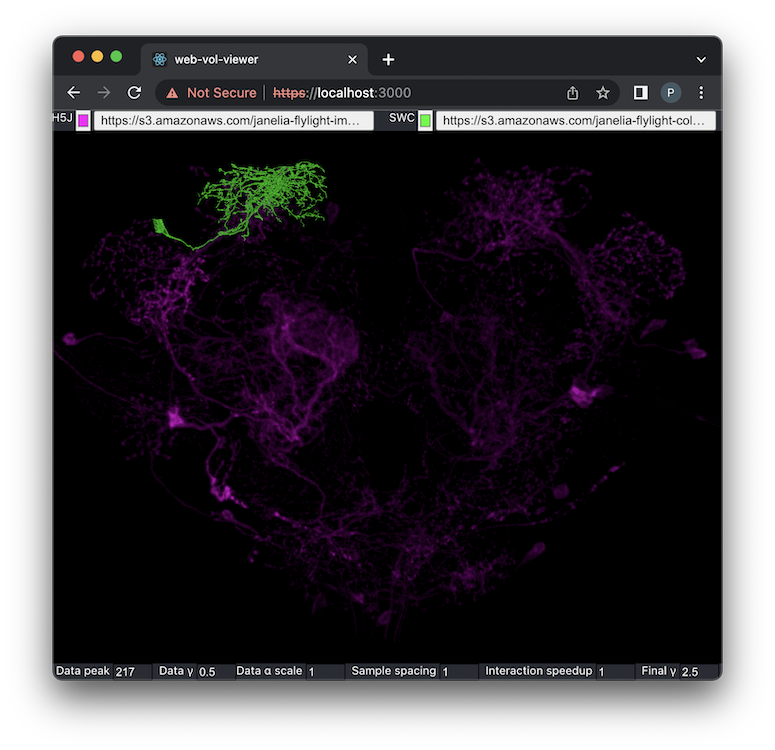 web-vol-viewer
Not Secure https://localhost:3000 P
H5J https://s3.amazonaws.com/janelia-flylight-im… SWC https://s3.amazonaws.com/janelia-flylight-col…
Data peak 217 Data γ 0.5 Data α scale 1 Sample spacing 1 Interaction speedup 1 Final γ 2.5